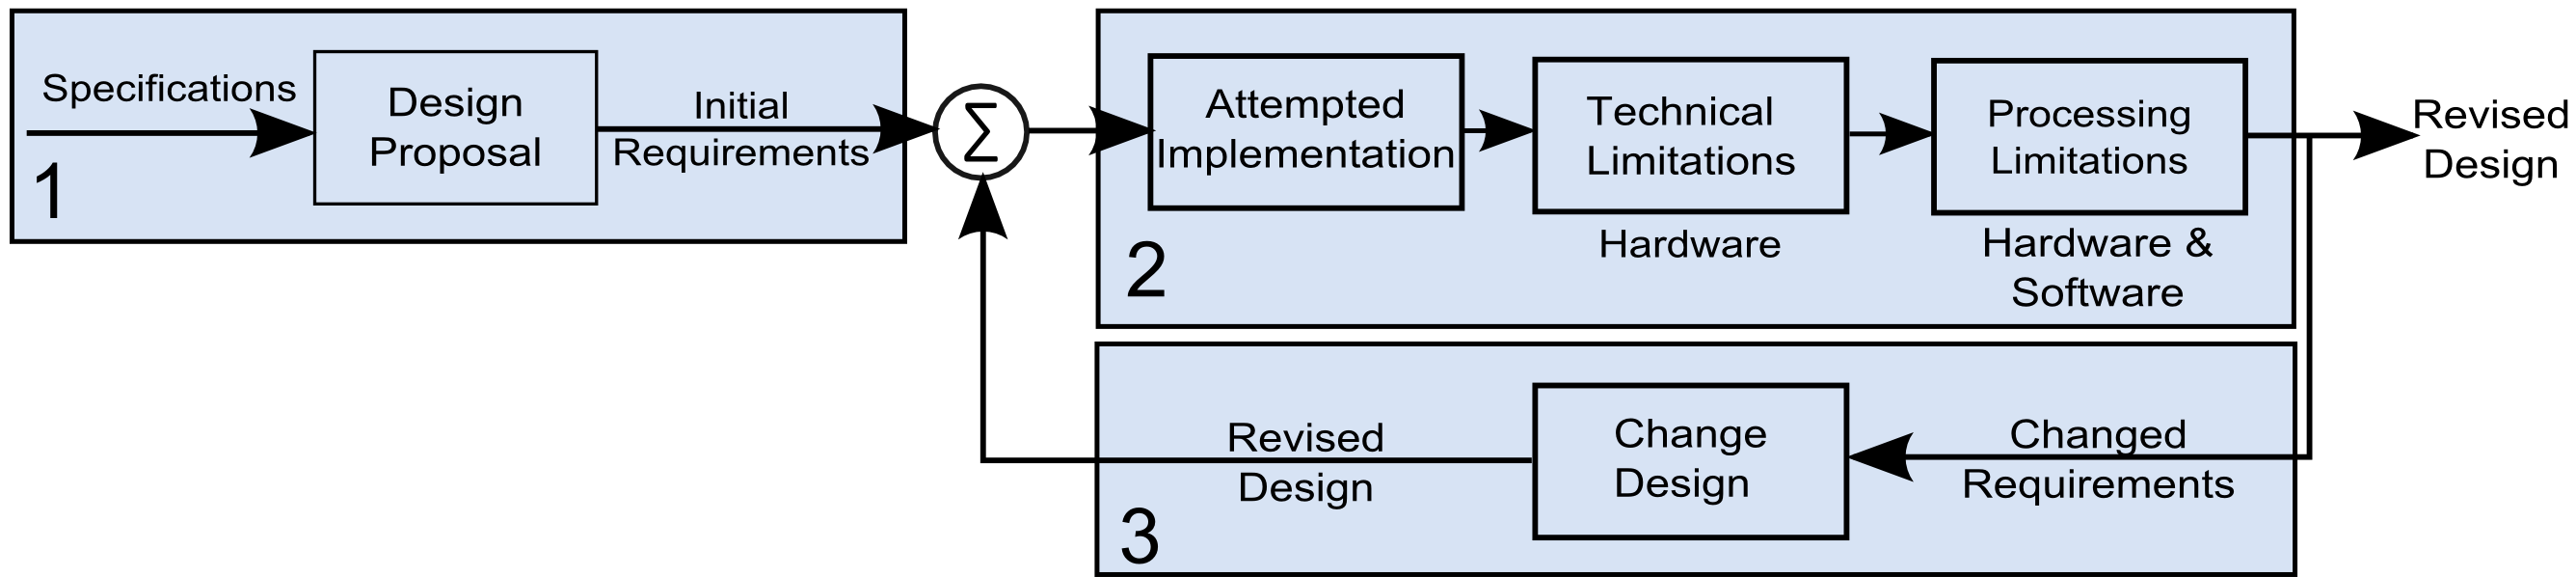 Specifications
Design
Proposal
Initial
Requirements
1
Σ
Attempted
Implementation
Technical
Limitations
Hardware
Processing
Limitations
Hardware &
Software
2
Revised
Design
Changed
Requirements
Change
Design
Revised
Design
3